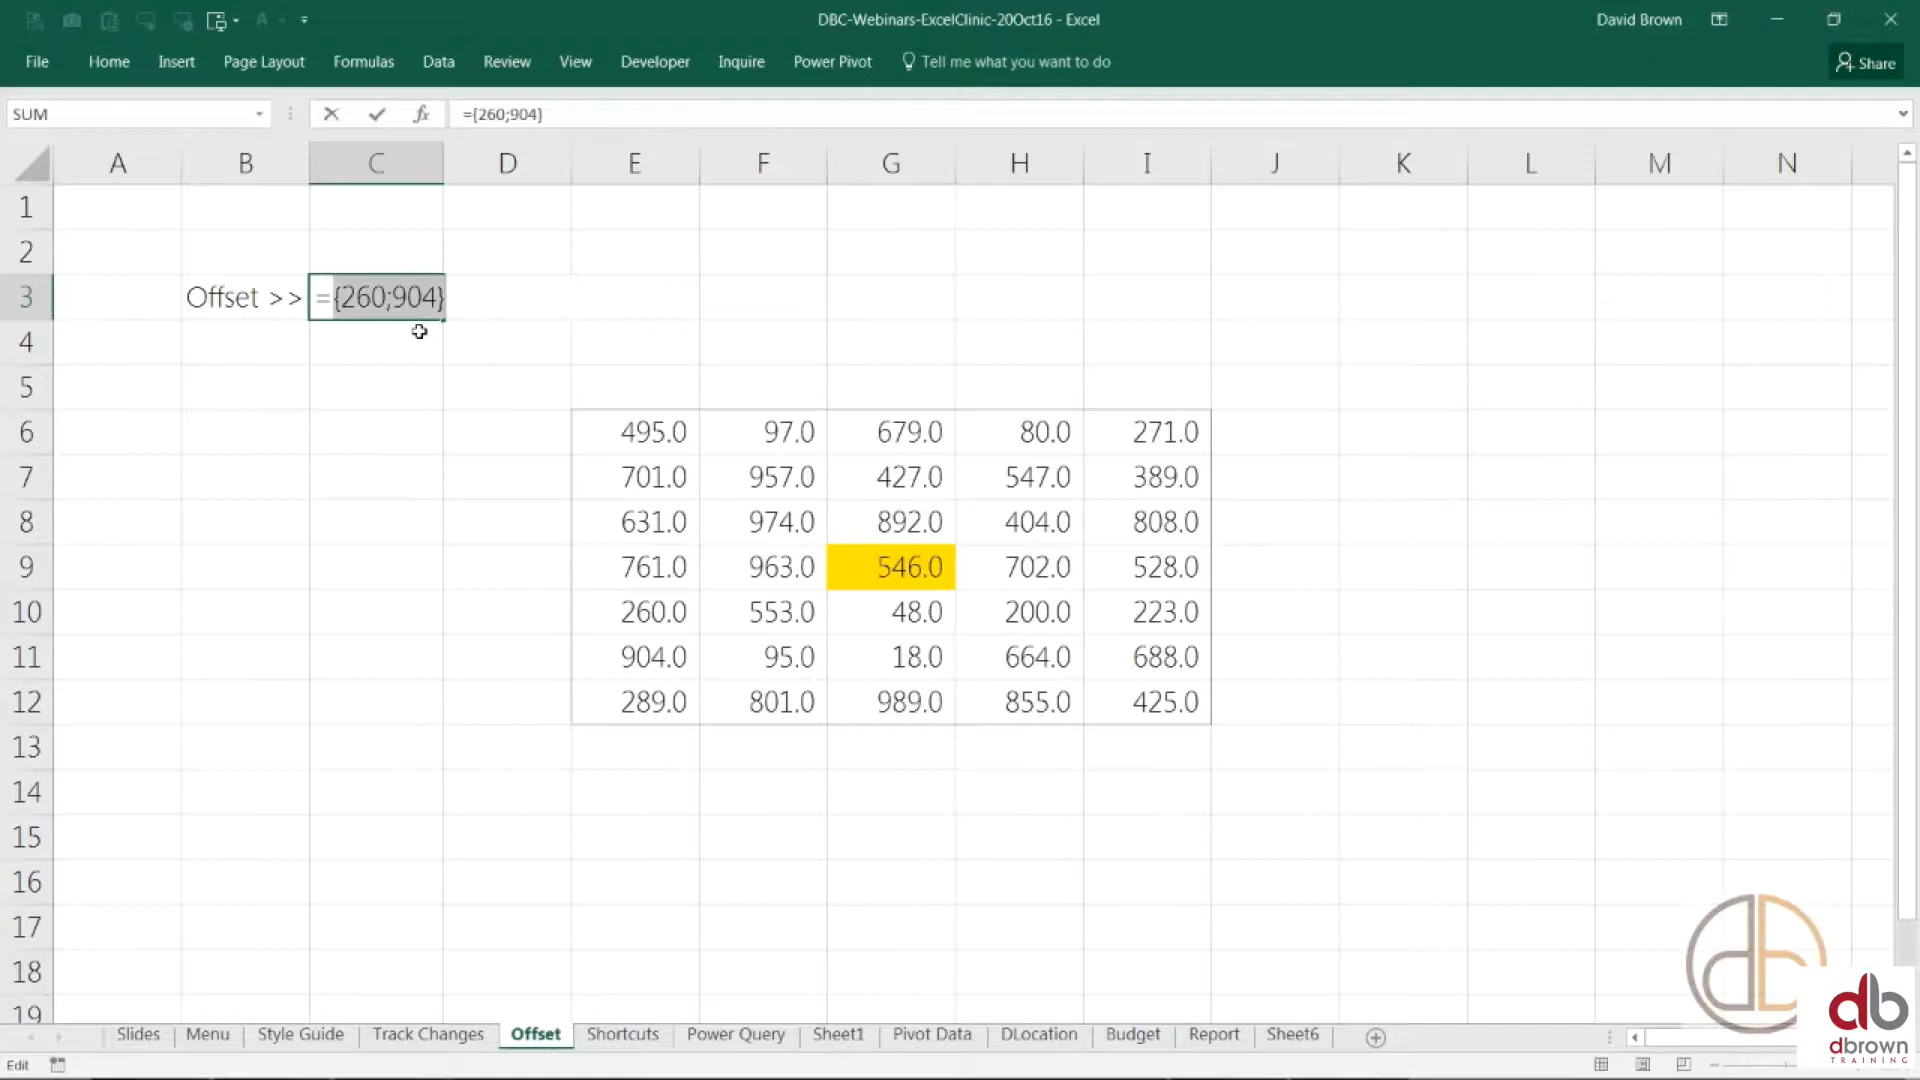 DBC-Webinars-ExcelClinic-20Oct16 - Excel
David Brown
File Home Insert Page Layout Formulas Data Review View Developer Inquire Power Pivot Tell me what you want to do Share
SUM fx ={260;904}
A B C D E F G H I J K L M N
1
2
3 Offset >> ={260;904}
4
5
6 495.0 97.0 679.0 80.0 271.0
7 701.0 957.0 427.0 547.0 389.0
8 631.0 974.0 892.0 404.0 808.0
9 761.0 963.0 546.0 702.0 528.0
10 260.0 553.0 48.0 200.0 223.0
11 904.0 95.0 18.0 664.0 688.0
12 289.0 801.0 989.0 855.0 425.0
13
14
15
16
17
18
19
Slides Menu Style Guide Track Changes Offset Shortcuts Power Query Sheet1 Pivot Data DLocation Budget Report Sheet6
Edit
db
db
dbrown
TRAINING